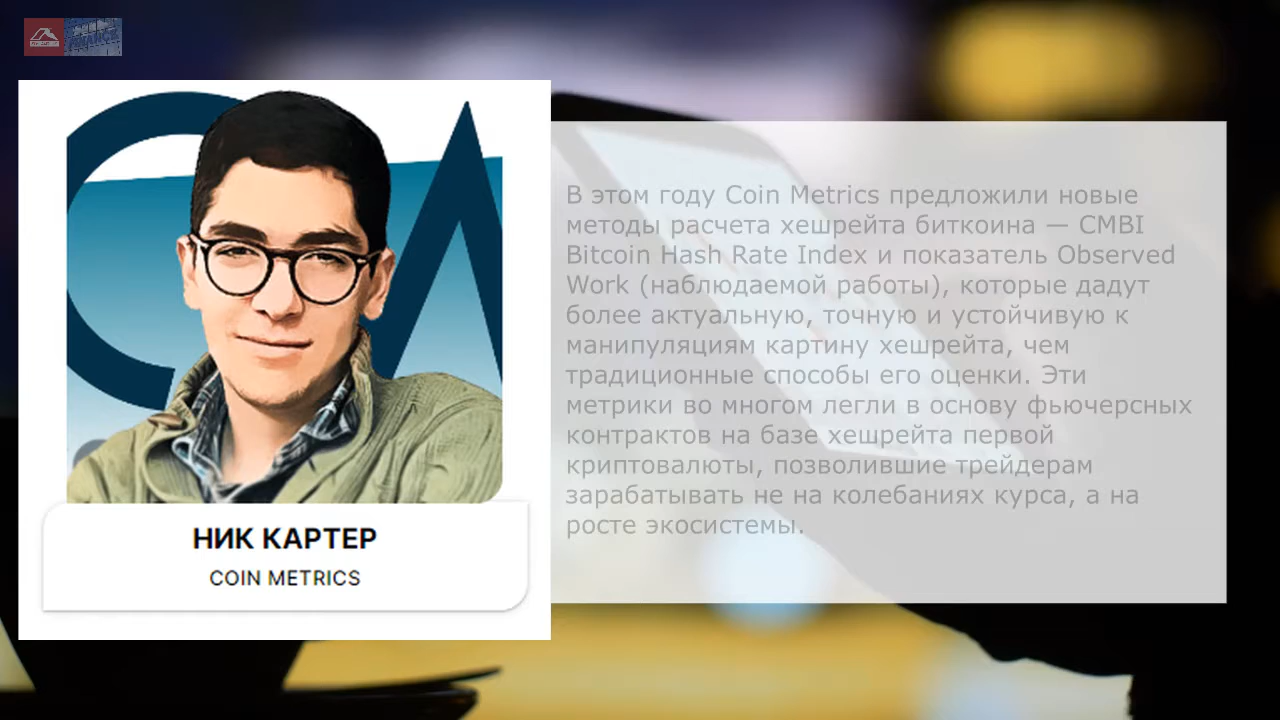 НИК КАРТЕР
COIN METRICS
В этом году Coin Metrics предложили новые
методы расчета хешрейта биткоина — CMBI
Bitcoin Hash Rate Index и показатель Observed
Work (наблюдаемой работы), которые дадут
более актуальную, точную и устойчивую к
манипуляциям картину хешрейта, чем
традиционные способы его оценки. Эти
метрики во многом легли в основу фьючерсных
контрактов на базе хешрейта первой
криптовалюты, позволившие трейдерам
зарабатывать не на колебаниях курса, а на
росте экосистемы.